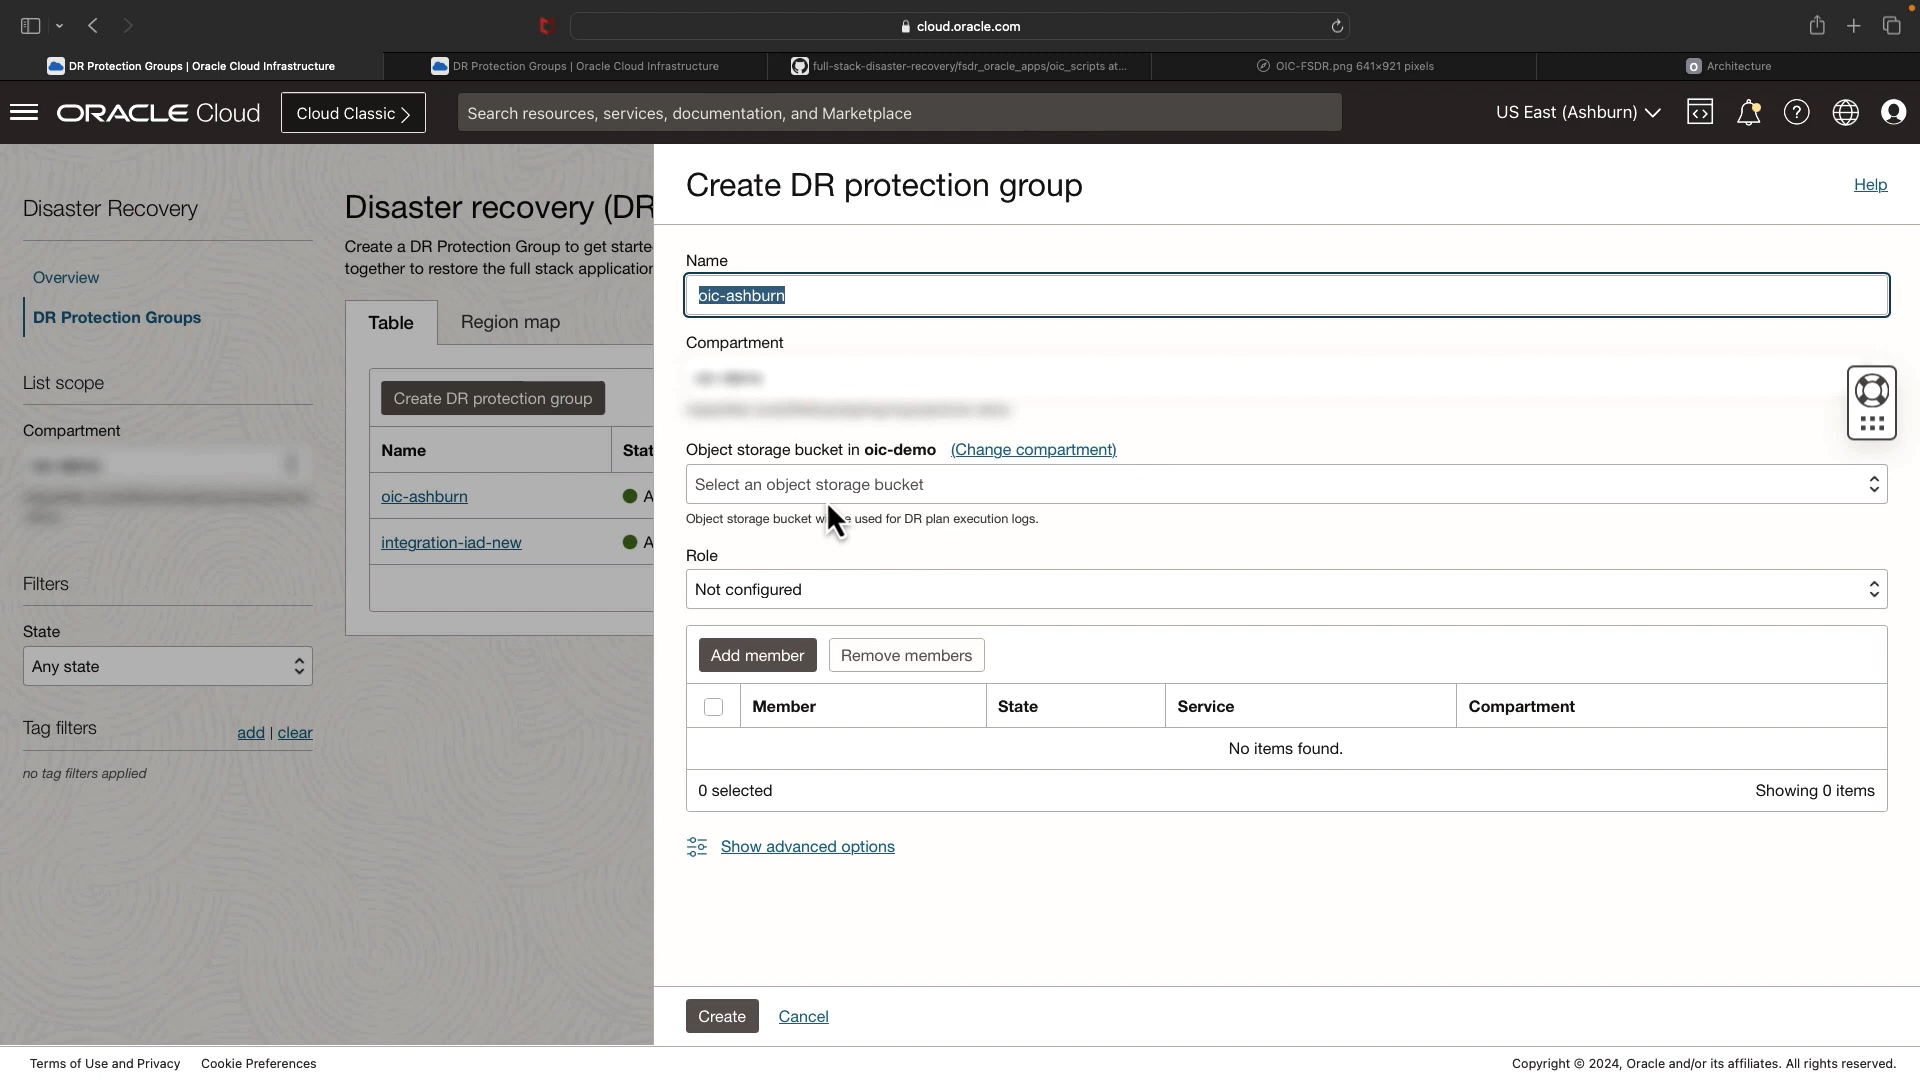 cloud.oracle.com
DR Protection Groups | Oracle Cloud Infrastructure
DR Protection Groups | Oracle Cloud Infrastructure
full-stack-disaster-recovery/fsdr_oracle_apps/oic_scripts at...
OIC-FSDR.png 641×921 pixels
Architecture
ORACLE Cloud
Cloud Classic
Search resources, services, documentation, and Marketplace
US East (Ashburn)
Disaster Recovery
Overview
DR Protection Groups
List scope
Compartment
Filters
State
Any state
Tag filters
add | clear
no tag filters applied
Disaster recovery (DR
Create a DR Protection Group to get starte
together to restore the full stack application
Table
Region map
Create DR protection group
Name
Stat
oic-ashburn
A
integration-iad-new
A
Create DR protection group
Help
Name
oic-ashburn
Compartment
Object storage bucket in oic-demo (Change compartment)
Select an object storage bucket
Object storage bucket used for DR plan execution logs.
Role
Not configured
Add member
Remove members
Member
State
Service
Compartment
No items found.
0 selected
Showing 0 items
Show advanced options
Create
Cancel
Terms of Use and Privacy
Cookie Preferences
Copyright © 2024, Oracle and/or its affiliates. All rights reserved.